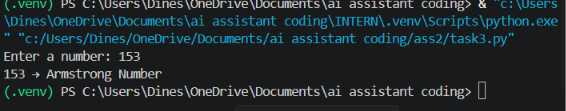 (.venv) PS C:\Users\Dines\OneDrive\Documents\ai assistant coding> & "c:\Users
\Dines\OneDrive\Documents\ai assistant coding\INTERN\.venv\Scripts\python.exe
" "c:/Users/Dines/OneDrive/Documents/ai assistant coding/ass2/task3.py"
Enter a number: 153
153 → Armstrong Number
(.venv) PS C:\Users\Dines\OneDrive\Documents\ai assistant coding>